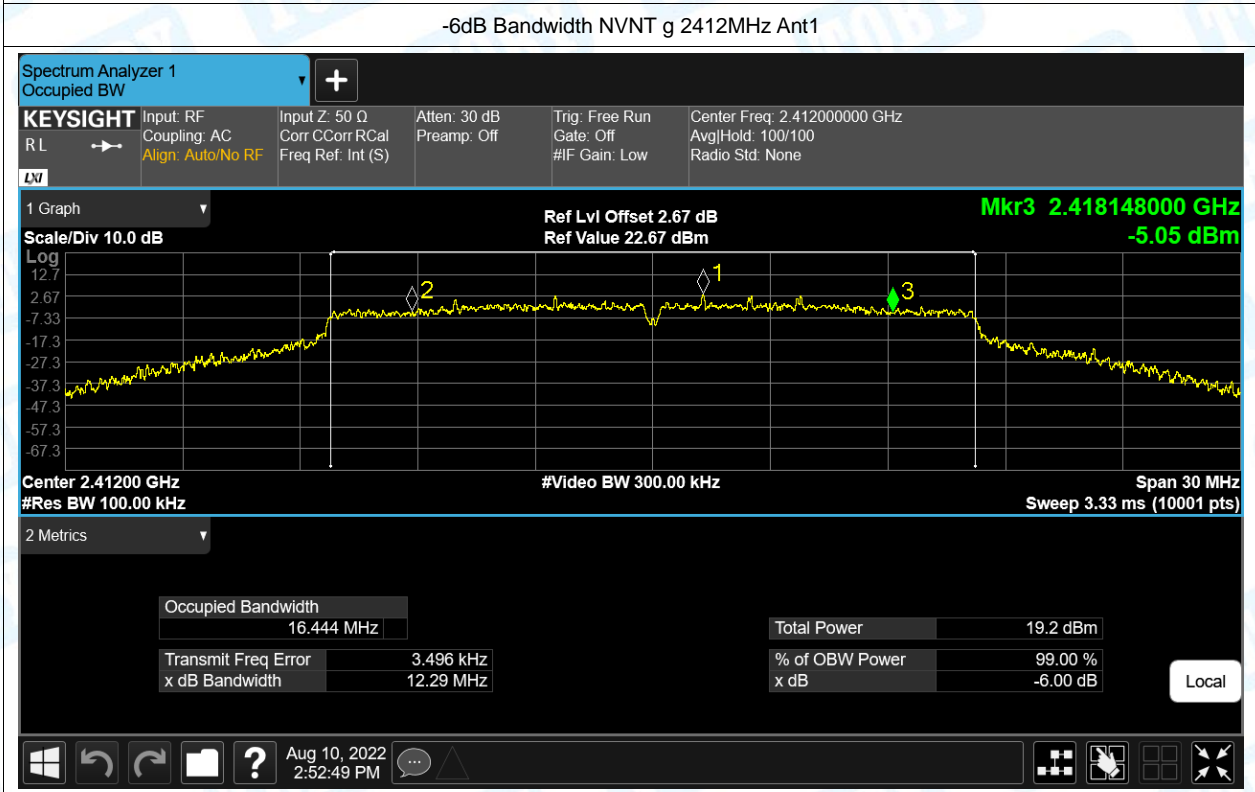 -6dB Bandwidth NVNT g 2412MHz Ant1
Spectrum Analyzer 1
Occupied BW
KEYSIGHT Input: RF Input Z: 50 Ω Atten: 30 dB Trig: Free Run Center Freq: 2.412000000 GHz
RL Coupling: AC Corr CCorr RCal Preamp: Off Gate: Off Avg|Hold: 100/100
Align: Auto/No RF Freq Ref: Int (S) #IF Gain: Low Radio Std: None
LXI
1 Graph Ref Lvl Offset 2.67 dB Mkr3 2.418148000 GHz
Scale/Div 10.0 dB Ref Value 22.67 dBm -5.05 dBm
Log
12.7
2.67
-7.33
-17.3
-27.3
-37.3
-47.3
-57.3
-67.3
2 1 3
Center 2.41200 GHz #Video BW 300.00 kHz Span 30 MHz
#Res BW 100.00 kHz Sweep 3.33 ms (10001 pts)
2 Metrics
Occupied Bandwidth
16.444 MHz Total Power 19.2 dBm
Transmit Freq Error 3.496 kHz % of OBW Power 99.00 %
x dB Bandwidth 12.29 MHz x dB -6.00 dB
Local
? Aug 10, 2022
2:52:49 PM